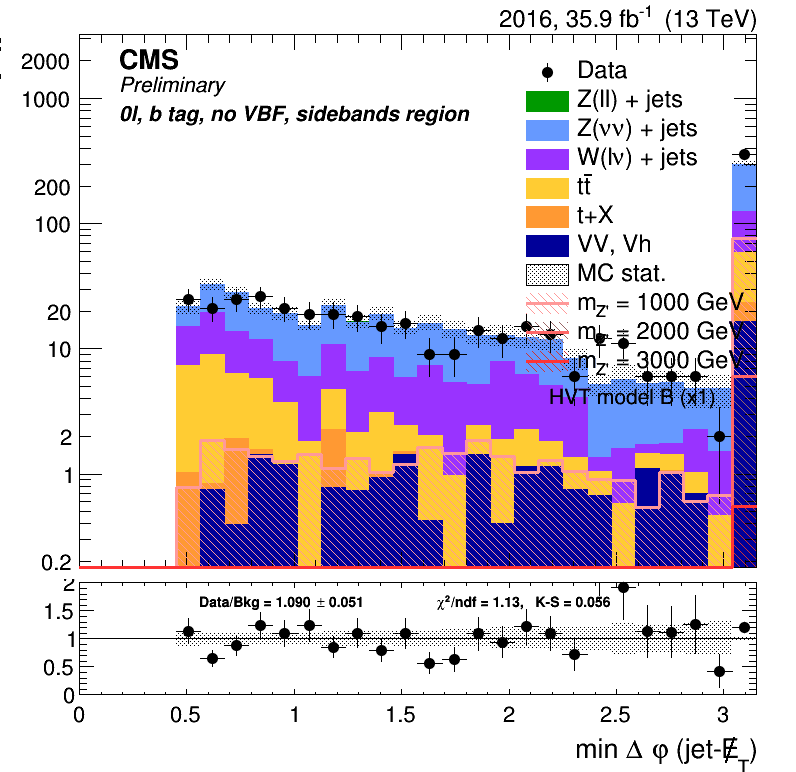 2016, 35.9 fb⁻¹ (13 TeV)
CMS
Preliminary
0l, b tag, no VBF, sidebands region
Data
Z(ll) + jets
Z(νν) + jets
W(lν) + jets
tt̄
t+X
VV, Vh
MC stat.
m_Z' = 1000 GeV
m_Z' = 2000 GeV
m_Z' = 3000 GeV
HVT model B (x1)
2000
1000
200
100
20
10
2
1
0.2
Data/Bkg = 1.090 ± 0.051
χ²/ndf = 1.13, K-S = 0.056
2
1.5
1
0.5
0
0 0.5 1 1.5 2 2.5 3
min Δ φ (jet-E̸_T)